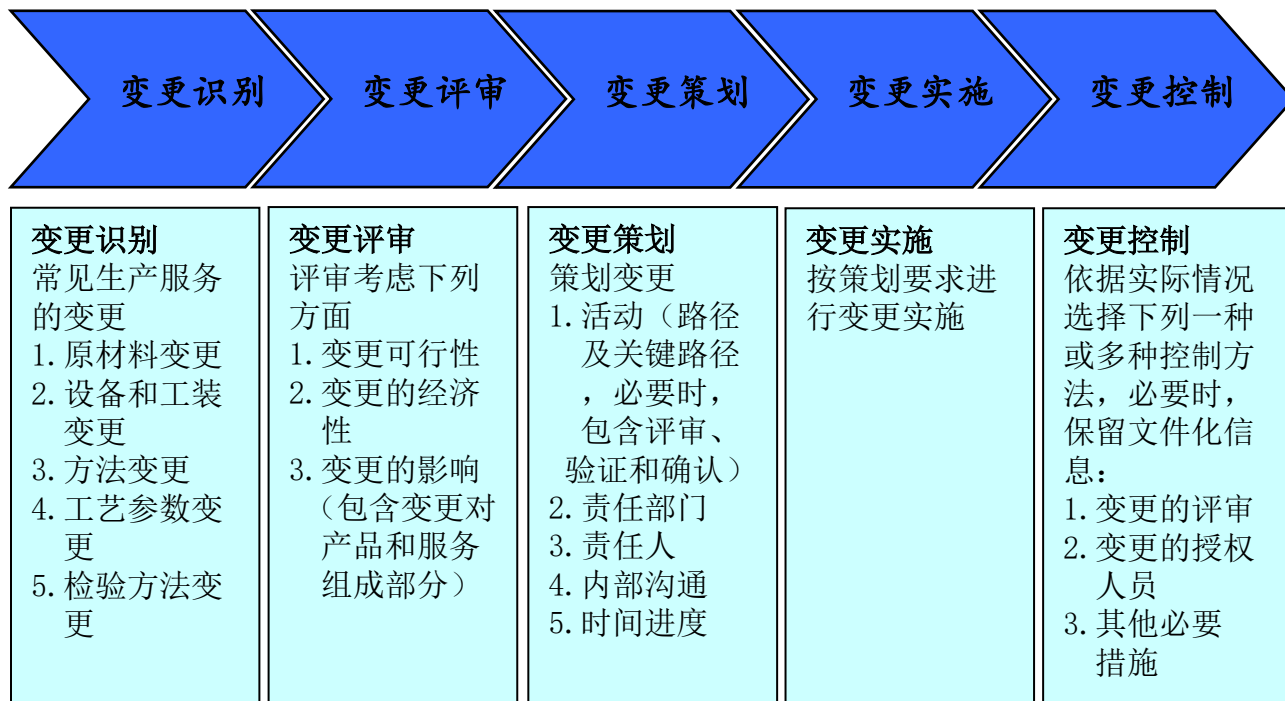 变更识别
变更评审
变更策划
变更实施
变更控制
变更识别
常见生产服务
的变更
1.原材料变更
2.设备和工装
变更
3.方法变更
4.工艺参数变
更
5.检验方法变
更
变更评审
评审考虑下列
方面
1.变更可行性
2.变更的经济
性
3.变更的影响
（包含变更对
产品和服务
组成部分）
变更策划
策划变更
1.活动（路径
及关键路径
，必要时，
包含评审、
验证和确认）
2.责任部门
3.责任人
4.内部沟通
5.时间进度
变更实施
按策划要求进
行变更实施
变更控制
依据实际情况
选择下列一种
或多种控制方
法，必要时，
保留文件化信
息：
1.变更的评审
2.变更的授权
人员
3.其他必要
措施